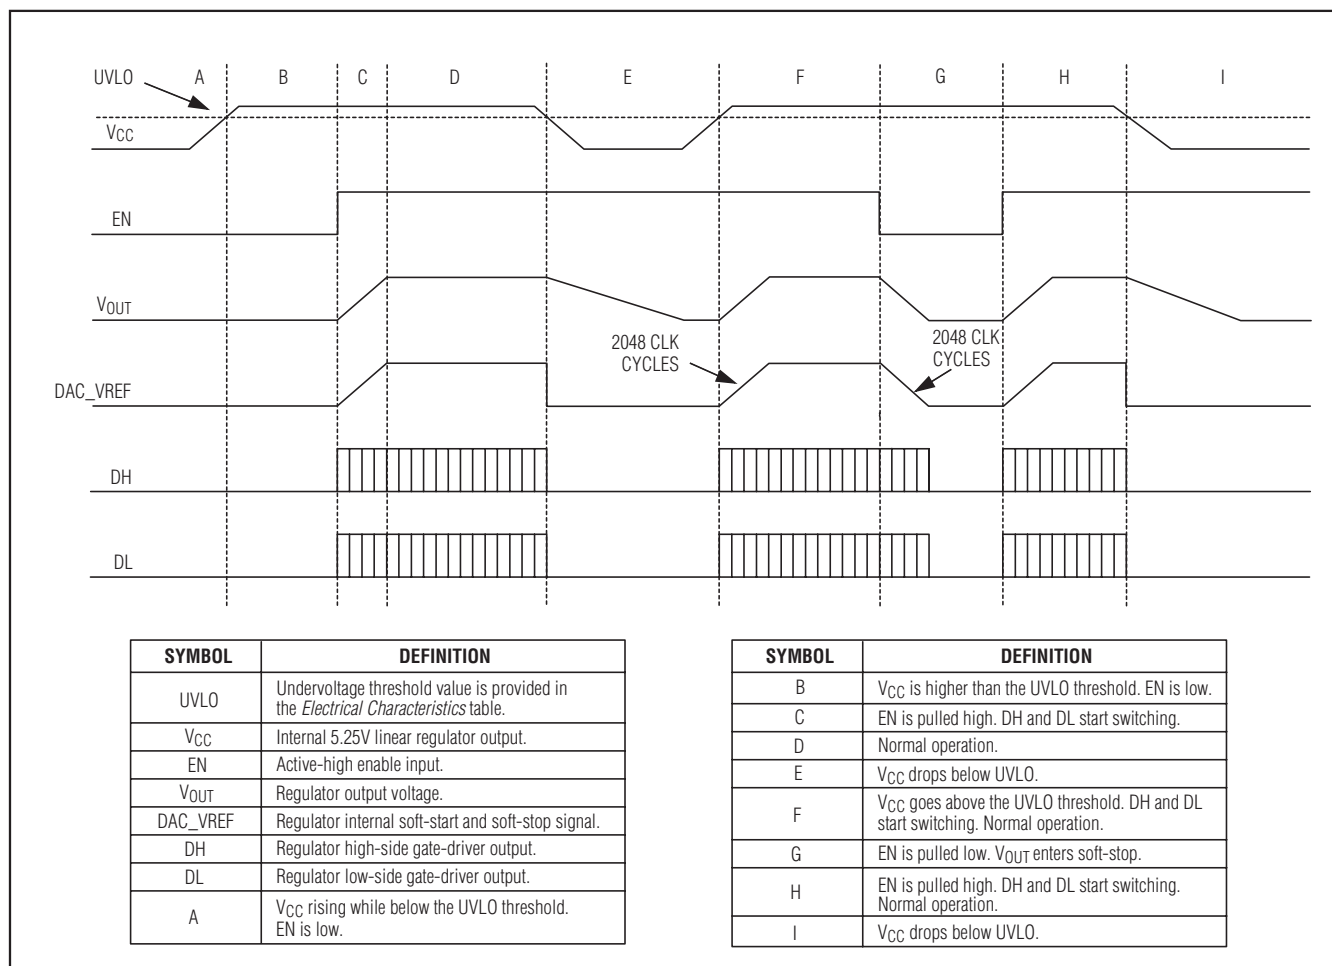 UVLO
A
B
C
D
E
F
G
H
I
VCC
EN
VOUT
2048 CLK
CYCLES
2048 CLK
CYCLES
DAC_VREF
DH
DL
SYMBOL DEFINITION
UVLO Undervoltage threshold value is provided in
the Electrical Characteristics table.
VCC Internal 5.25V linear regulator output.
EN Active-high enable input.
VOUT Regulator output voltage.
DAC_VREF Regulator internal soft-start and soft-stop signal.
DH Regulator high-side gate-driver output.
DL Regulator low-side gate-driver output.
A VCC rising while below the UVLO threshold.
EN is low.
SYMBOL DEFINITION
B VCC is higher than the UVLO threshold. EN is low.
C EN is pulled high. DH and DL start switching.
D Normal operation.
E VCC drops below UVLO.
F VCC goes above the UVLO threshold. DH and DL
start switching. Normal operation.
G EN is pulled low. VOUT enters soft-stop.
H EN is pulled high. DH and DL start switching.
Normal operation.
I VCC drops below UVLO.